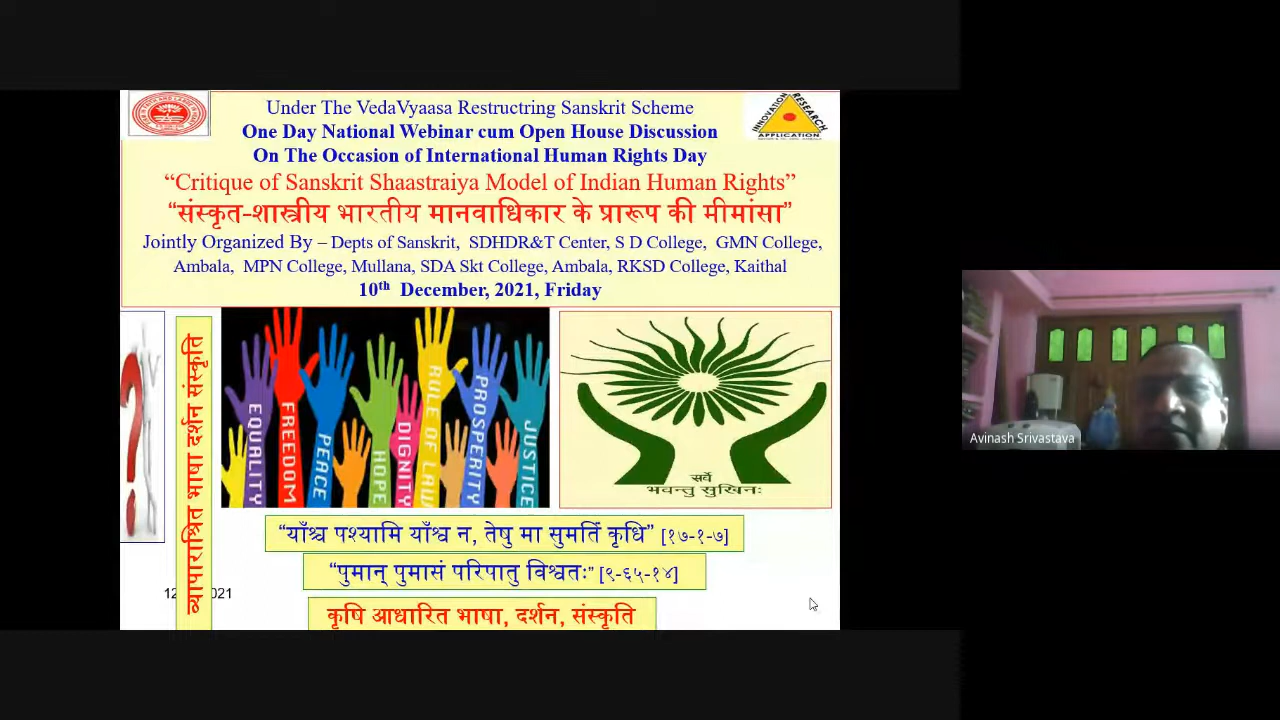 Under The VedaVyaasa Restructring Sanskrit Scheme
One Day National Webinar cum Open House Discussion
On The Occasion of International Human Rights Day
“Critique of Sanskrit Shaastraiya Model of Indian Human Rights”
“संस्कृत-शास्त्रीय भारतीय मानवाधिकार के प्रारूप की मीमांसा”
Jointly Organized By – Depts of Sanskrit, SDHDR&T Center, S D College, GMN College,
Ambala, MPN College, Mullana, SDA Skt College, Ambala, RKSD College, Kaithal
10th December, 2021, Friday
INNOVATION RESEARCH
APPLICATION
व्यापाराश्रित भाषा दर्शन संस्कृति
EQUALITY
FREEDOM
PEACE
HOPE
DIGNITY
RULE OF LAW
PROSPERITY
JUSTICE
सर्वे
भवन्तु सुखिनः
“याँश्च पश्यामि याँश्च न, तेषु मा सुमतिं कृधि” [१७-१-७]
“पुमान् पुमासं परिपातु विश्वतः” [९-६५-१४]
कृषि आधारित भाषा, दर्शन, संस्कृति
Avinash Srivastava